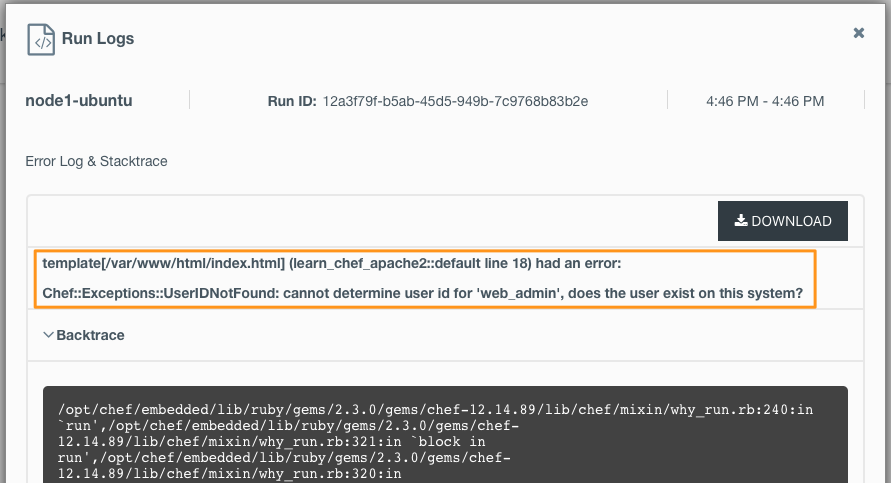 Run Logs
node1-ubuntu Run ID: 12a3f79f-b5ab-45d5-949b-7c9768b83b2e 4:46 PM - 4:46 PM
Error Log & Stacktrace
DOWNLOAD
template[/var/www/html/index.html] (learn_chef_apache2::default line 18) had an error:
Chef::Exceptions::UserIDNotFound: cannot determine user id for 'web_admin', does the user exist on this system?
Backtrace
/opt/chef/embedded/lib/ruby/gems/2.3.0/gems/chef-12.14.89/lib/chef/mixin/why_run.rb:240:in
`run',/opt/chef/embedded/lib/ruby/gems/2.3.0/gems/chef-
12.14.89/lib/chef/mixin/why_run.rb:321:in `block in
run',/opt/chef/embedded/lib/ruby/gems/2.3.0/gems/chef-
12.14.89/lib/chef/mixin/why_run.rb:320:in